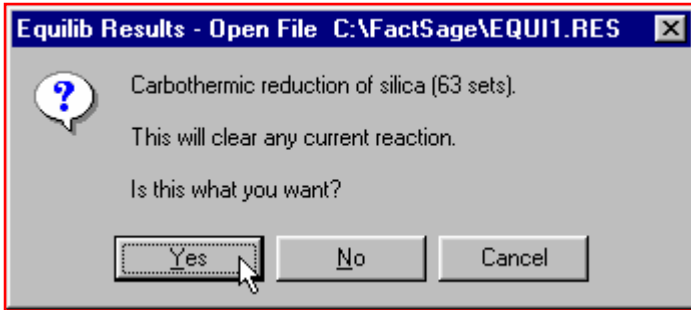 Equilib Results - Open File C:\FactSage\EQUI1.RES
Carbothermic reduction of silica (63 sets).
This will clear any current reaction.
Is this what you want?
Yes No Cancel